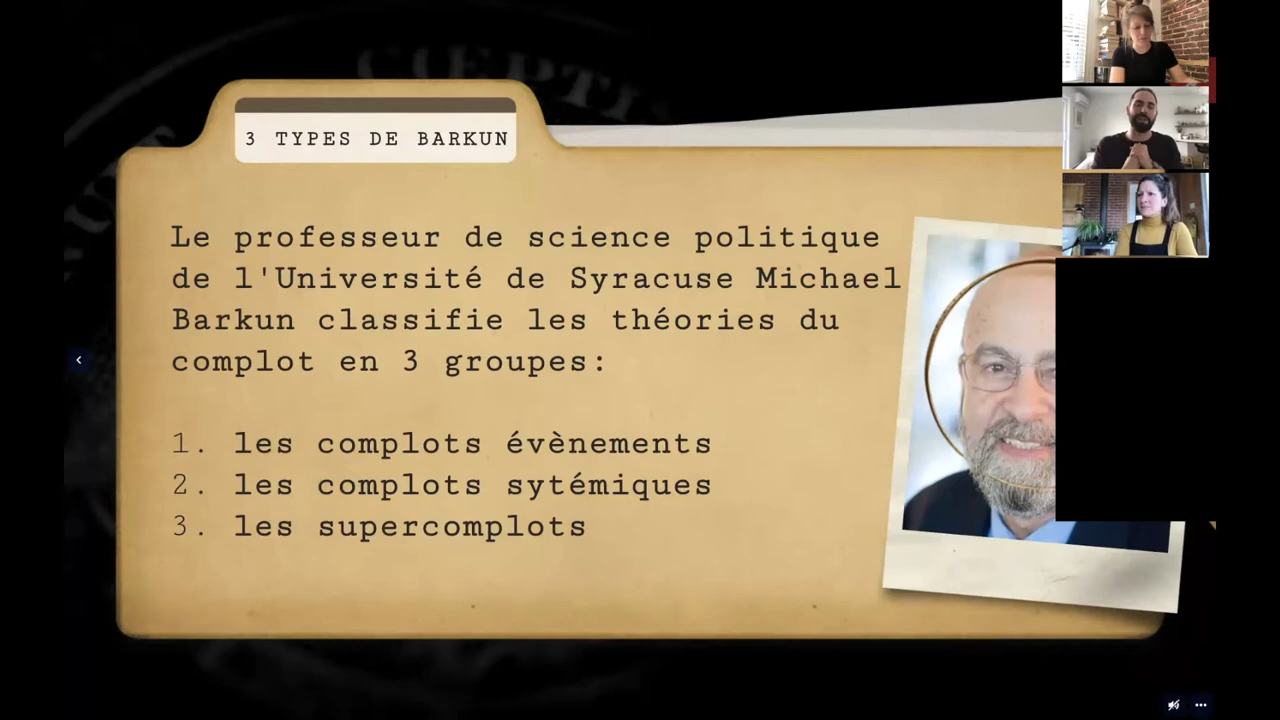 3 TYPES DE BARKUN
Le professeur de science politique
de l'Université de Syracuse Michael
Barkun classifie les théories du
complot en 3 groupes:
1. les complots évènements
2. les complots sytémiques
3. les supercomplots